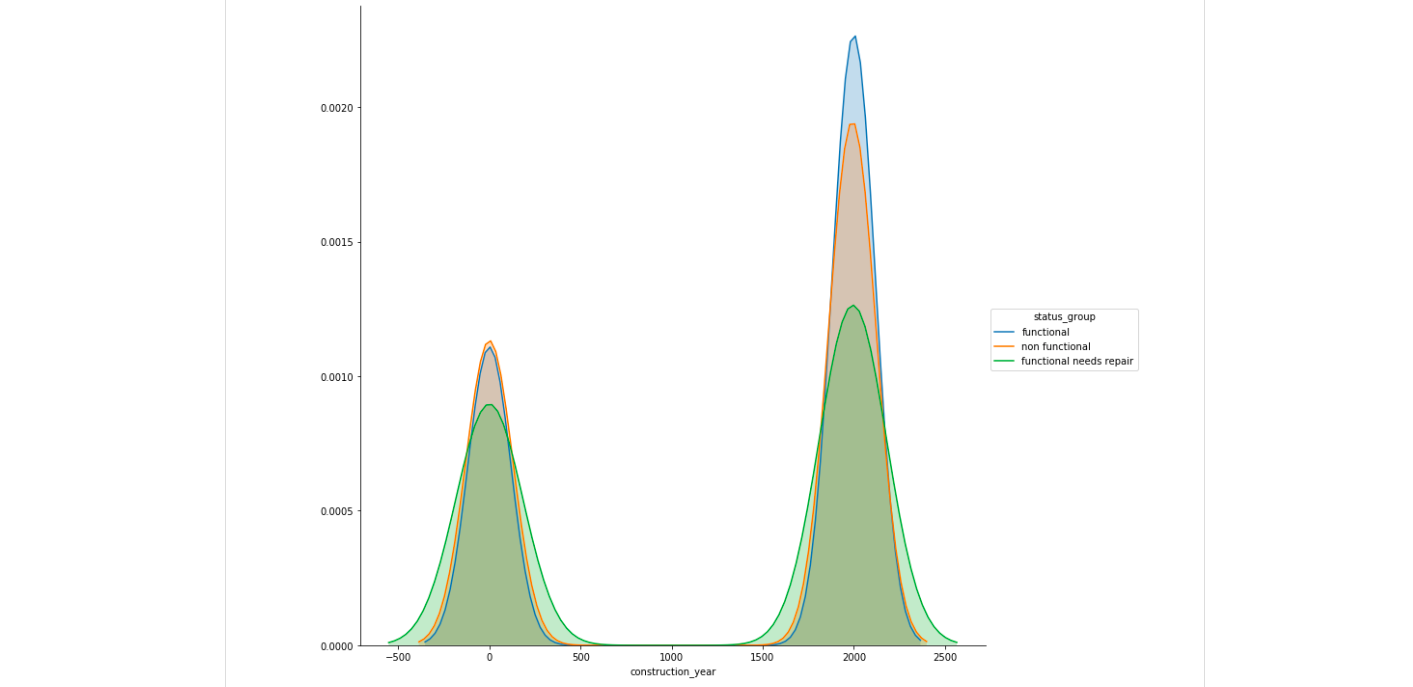 0.0020
0.0015
0.0010
0.0005
0.0000
−500 0 500 1000 1500 2000 2500
construction_year
status_group
functional
non functional
functional needs repair